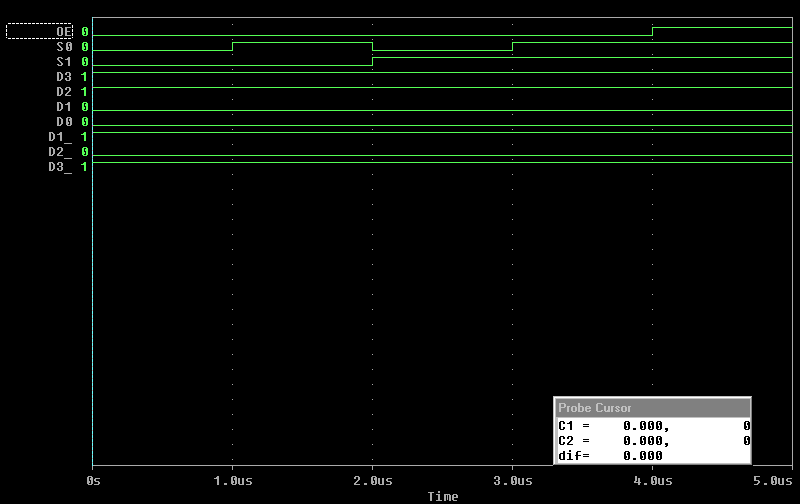 OE 0
S0 0
S1 0
D3 1
D2 1
D1 0
D0 0
D1_ 1
D2_ 0
D3_ 1
Probe Cursor
C1 = 0.000, 0
C2 = 0.000, 0
dif= 0.000
0s 1.0us 2.0us 3.0us 4.0us 5.0us
Time